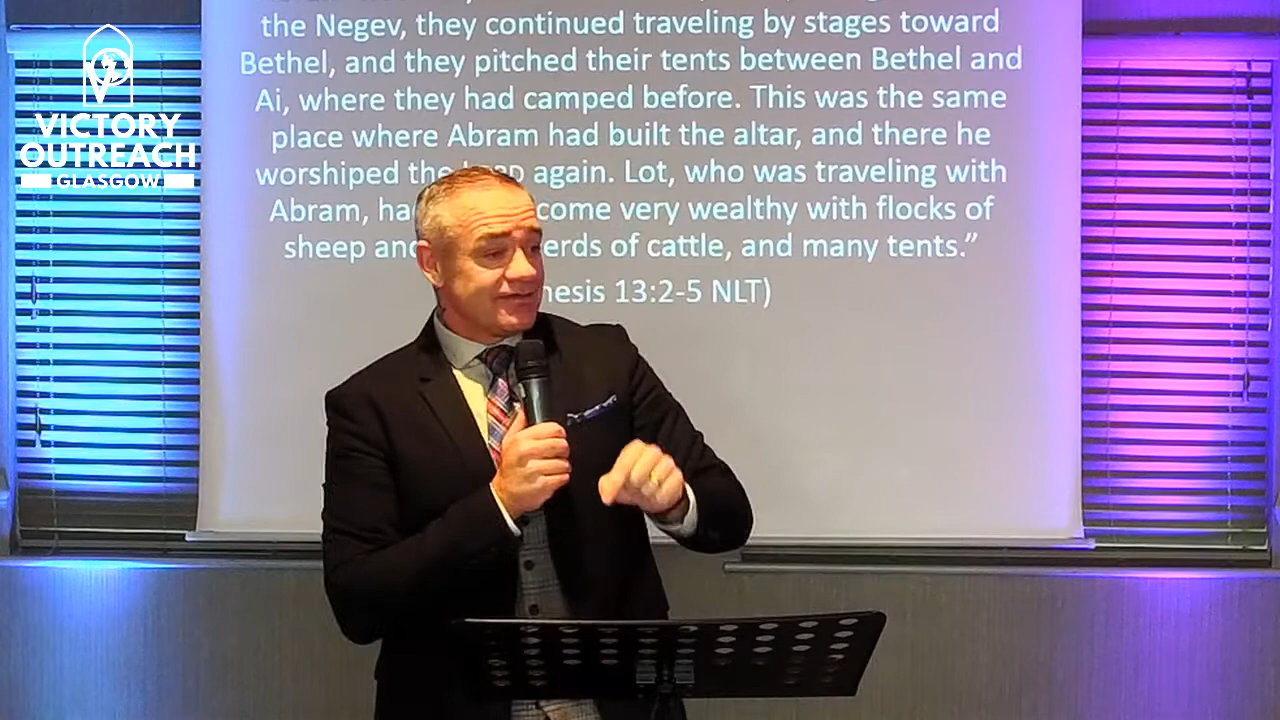 the Negev, they continued traveling by stages toward
Bethel, and they pitched their tents between Bethel and
Ai, where they had camped before. This was the same
place where Abram had built the altar, and there he
worshiped the again. Lot, who was traveling with
Abram, come very wealthy with flocks of
sheep and erds of cattle, and many tents.”
nesis 13:2-5 NLT)
VICTORY
OUTREACH
GLASGOW